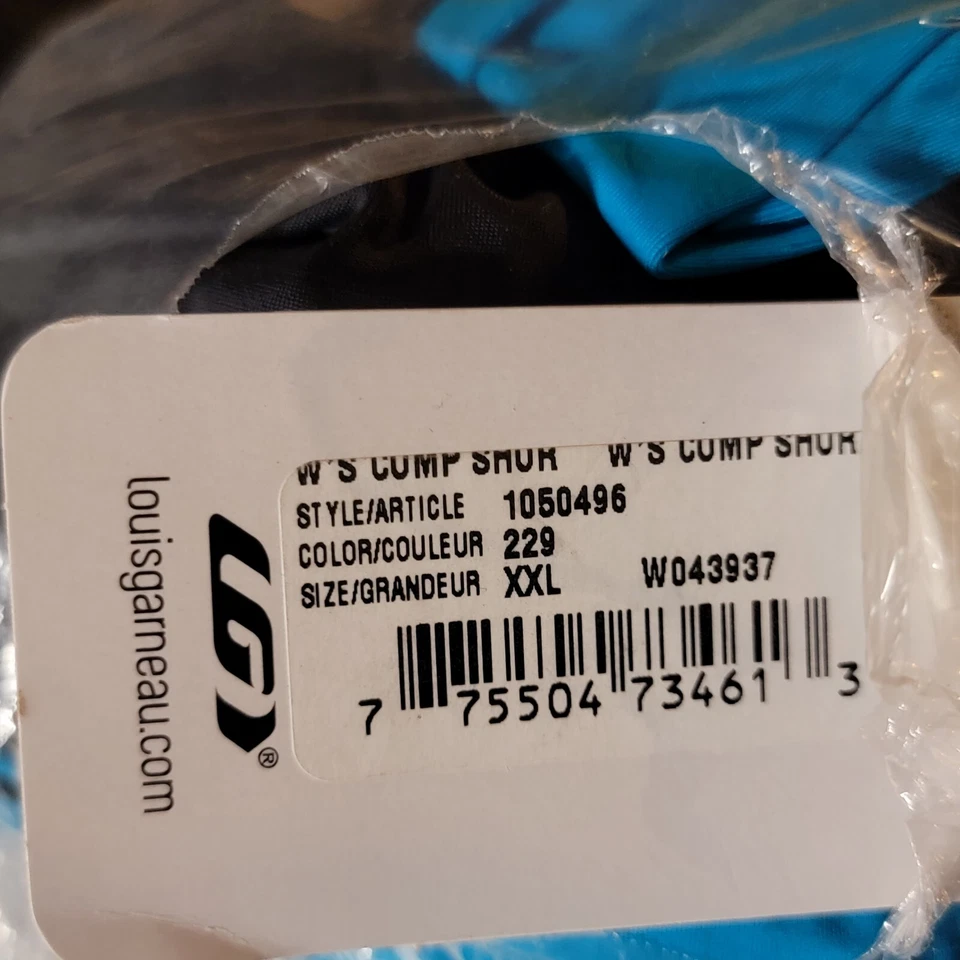 W'S COMP SHOR W'S COMP SHOR
STYLE/ARTICLE 1050496
COLOR/COULEUR 229
SIZE/GRANDEUR XXL W043937
7 75504 73461 3
LG ®
louisgarneau.com